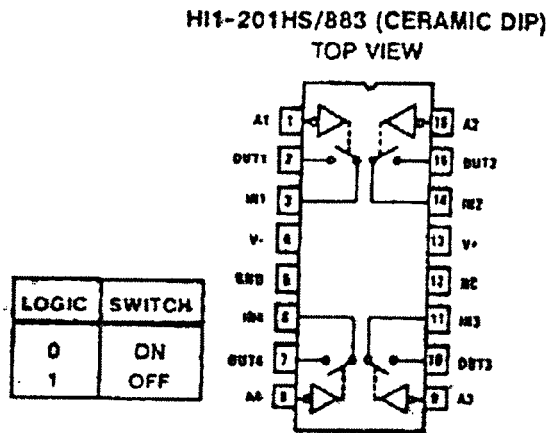 HI1-201HS/883 (CERAMIC DIP)
TOP VIEW
A1 1 16 A2
OUT1 2 15 OUT2
IN1 3 14 IN2
V- 4 13 V+
GND 5 12 NC
IN4 6 11 IN3
OUT4 7 10 OUT3
A4 8 9 A3
LOGIC SWITCH
0 ON
1 OFF